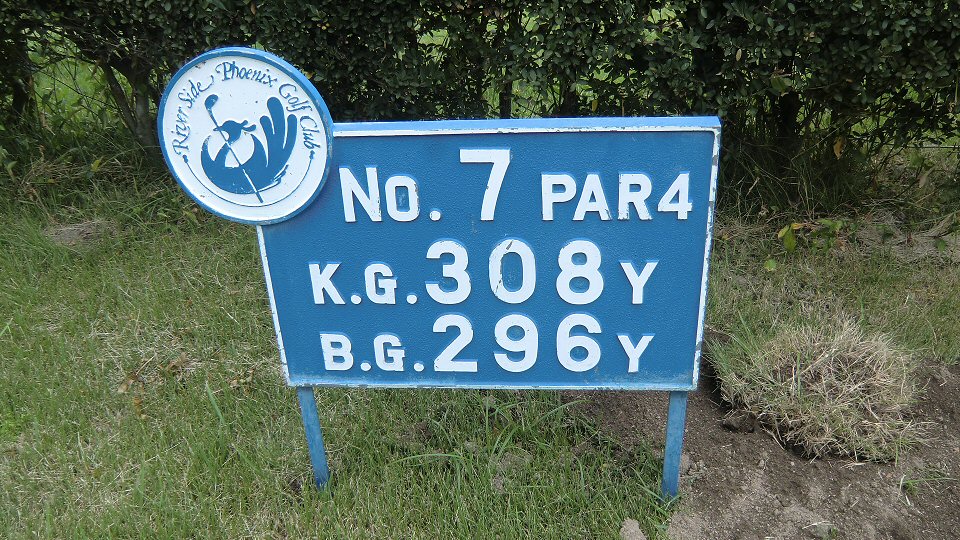 River Side Phoenix Golf Club
No. 7 PAR4
K.G. 308 Y
B.G. 296 Y